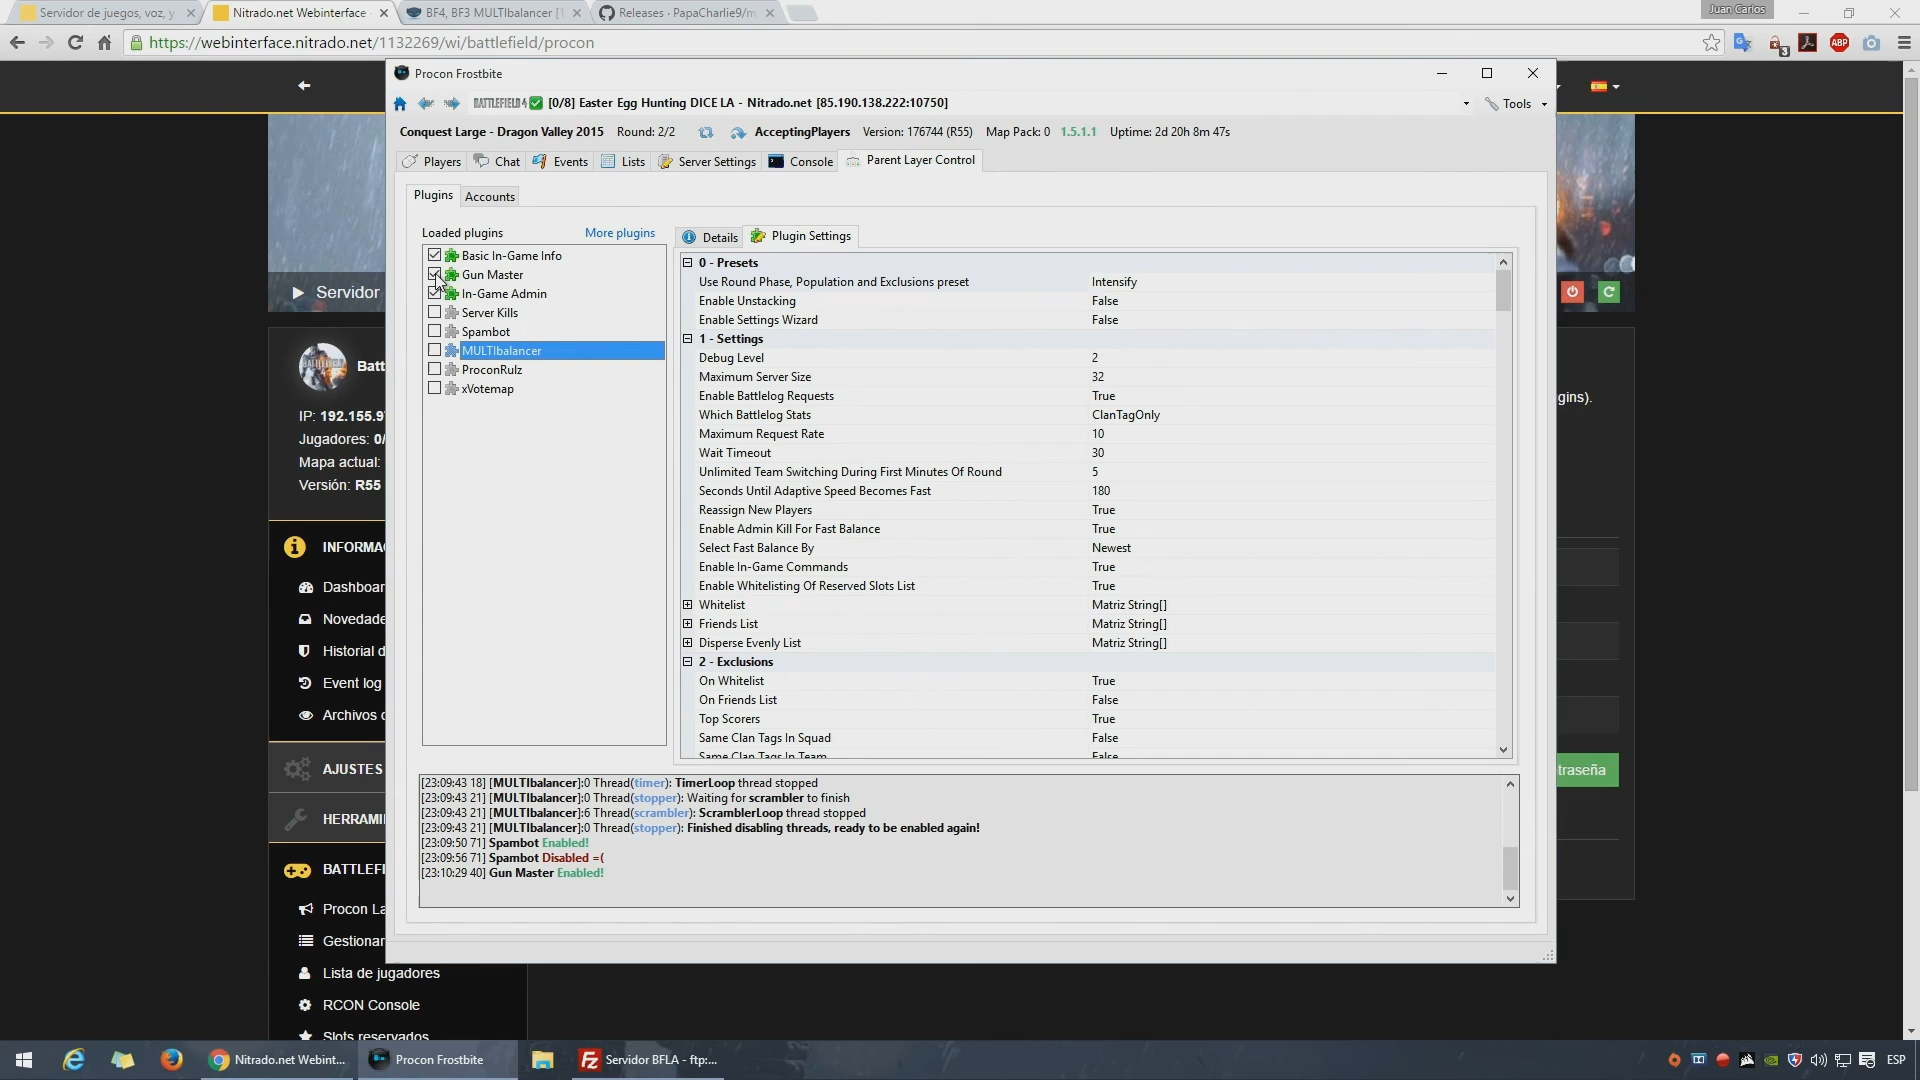 Servidor de juegos, voz, y
Nitrado.net Webinterface
BF4, BF3 MULTIbalancer [1
Releases · PapaCharlie9/m
Juan Carlos
https://webinterface.nitrado.net/1132269/wi/battlefield/procon
3
ABP
Procon Frostbite
BATTLEFIELD 4
[0/8] Easter Egg Hunting DICE LA - Nitrado.net [85.190.138.222:10750]
Tools
Conquest Large - Dragon Valley 2015 Round: 2/2 AcceptingPlayers Version: 176744 (R55) Map Pack: 0 1.5.1.1 Uptime: 2d 20h 8m 47s
Players Chat Events Lists Server Settings Console Parent Layer Control
Plugins Accounts
Loaded plugins More plugins
Basic In-Game Info
Gun Master
In-Game Admin
Server Kills
Spambot
MULTIbalancer
ProconRulz
xVotemap
Details Plugin Settings
0 - Presets
Use Round Phase, Population and Exclusions preset Intensify
Enable Unstacking False
Enable Settings Wizard False
1 - Settings
Debug Level 2
Maximum Server Size 32
Enable Battlelog Requests True
Which Battlelog Stats ClanTagOnly
Maximum Request Rate 10
Wait Timeout 30
Unlimited Team Switching During First Minutes Of Round 5
Seconds Until Adaptive Speed Becomes Fast 180
Reassign New Players True
Enable Admin Kill For Fast Balance True
Select Fast Balance By Newest
Enable In-Game Commands True
Enable Whitelisting Of Reserved Slots List True
Whitelist Matriz String[]
Friends List Matriz String[]
Disperse Evenly List Matriz String[]
2 - Exclusions
On Whitelist True
On Friends List False
Top Scorers True
Same Clan Tags In Squad False
Same Clan Tags In Team False
[23:09:43 18] [MULTIbalancer]:0 Thread(timer): TimerLoop thread stopped
[23:09:43 21] [MULTIbalancer]:0 Thread(stopper): Waiting for scrambler to finish
[23:09:43 21] [MULTIbalancer]:6 Thread(scrambler): ScramblerLoop thread stopped
[23:09:43 21] [MULTIbalancer]:0 Thread(stopper): Finished disabling threads, ready to be enabled again!
[23:09:50 71] Spambot Enabled!
[23:09:56 71] Spambot Disabled =(
[23:10:29 40] Gun Master Enabled!
Servidor
Batt
IP: 192.155.9
Jugadores: 0/
Mapa actual:
Versión: R55
INFORMA
Dashboar
Novedade
Historial d
Event log
Archivos
AJUSTES
HERRAMI
BATTLEFI
Procon La
Gestionar
Lista de jugadores
RCON Console
Slots reservados
gins).
traseña
Nitrado.net Webint...
Procon Frostbite
Servidor BFLA - ftp:...
ESP